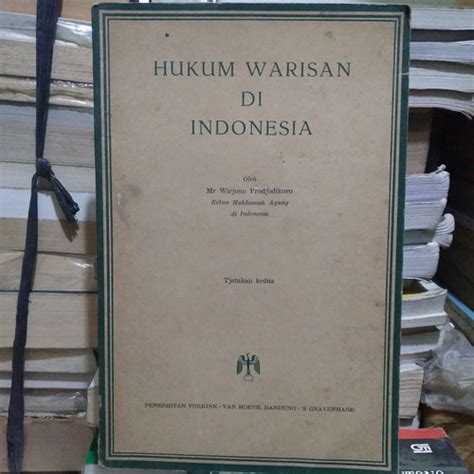 HUKUM WARISAN
DI
INDONESIA
Oleh
Mr Wirjono Prodjodikoro
Ketua Mahkamah Agung
di Indonesia
Tjetakan kedua
PENERBITAN VORKINK - VAN HOEVE, BANDUNG - 'S GRAVENHAGE